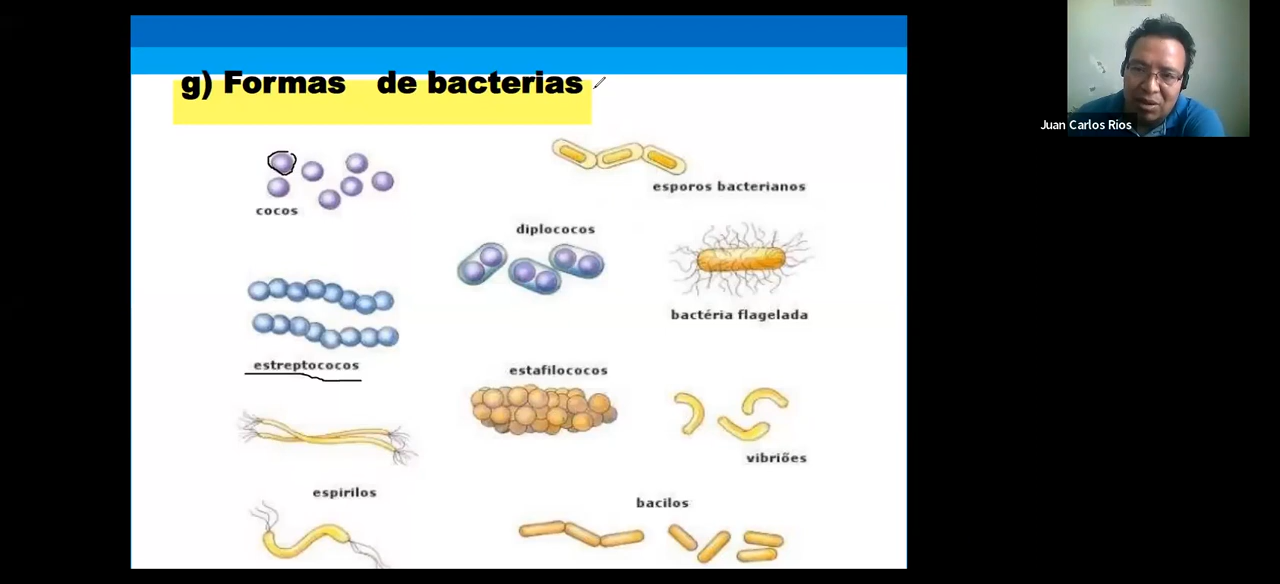 g) Formas de bacterias
Juan Carlos Rios
esporos bacterianos
cocos
diplococos
bactéria flagelada
estreptococos
estafilococos
vibriões
espirilos
bacilos